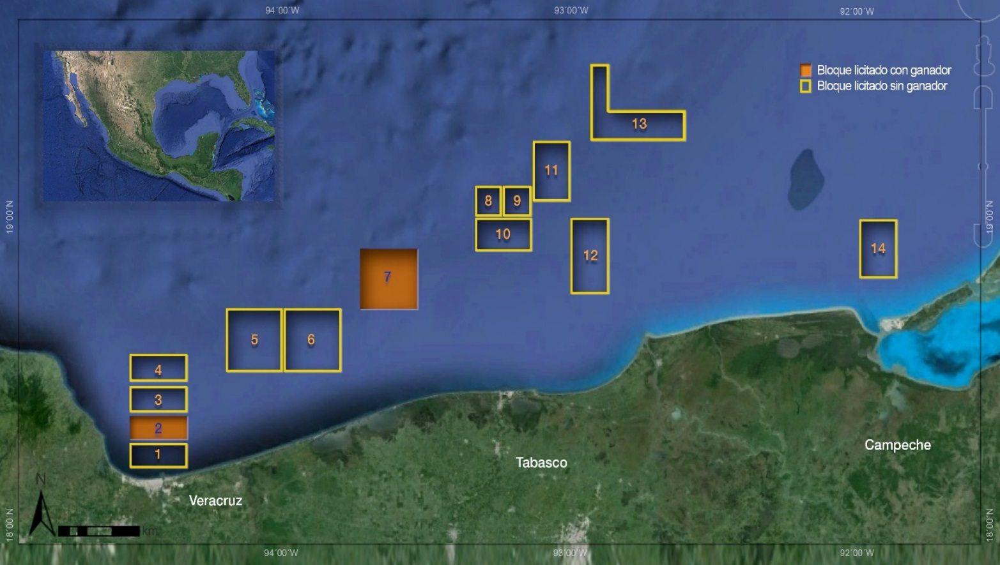 94°00'W
93°00'W
92°00'W
Bloque licitado con ganador
Bloque licitado sin ganador
13
11
8
9
19°00'N
19°00'N
10
14
12
7
5
6
4
3
2
1
Campeche
Tabasco
N
Veracruz
18°00'N
18°00'N
km
94°00'W
93°00'W
92°00'W